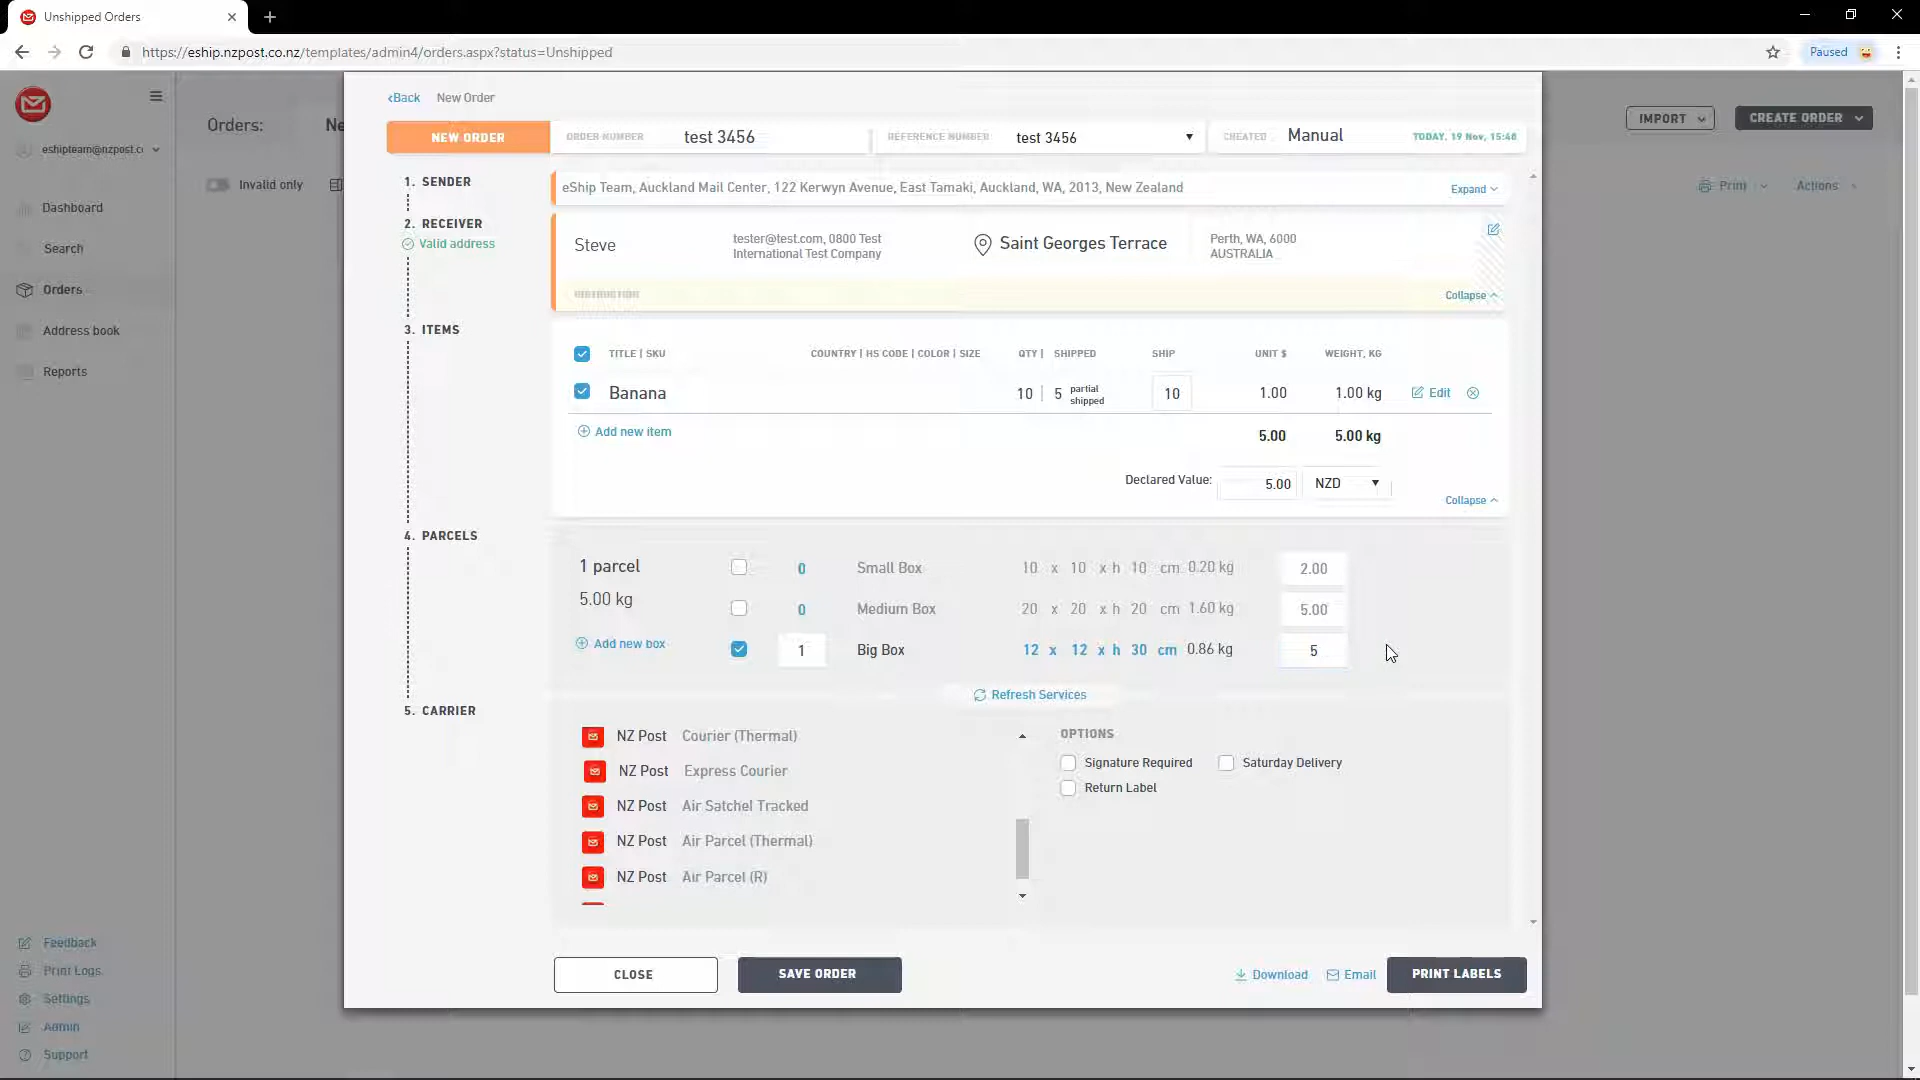 Unshipped Orders
https://eship.nzpost.co.nz/templates/admin4/orders.aspx?status=Unshipped
Paused
eshipteam@nzpost.cc
Orders:
Ne
IMPORT
CREATE ORDER
Invalid only
Print
Actions
Dashboard
Search
Orders
Address book
Reports
Feedback
Print Logs
Settings
Admin
Support
‹Back New Order
NEW ORDER
ORDER NUMBER test 3456
REFERENCE NUMBER test 3456
CREATED Manual TODAY, 19 Nov, 15:48
1. SENDER
eShip Team, Auckland Mail Center, 122 Kerwyn Avenue, East Tamaki, Auckland, WA, 2013, New Zealand
Expand
2. RECEIVER
Valid address
Steve
tester@test.com, 0800 Test
International Test Company
Saint Georges Terrace
Perth, WA, 6000
AUSTRALIA
INSTRUCTION
Collapse
3. ITEMS
TITLE | SKU COUNTRY | HS CODE | COLOR | SIZE QTY | SHIPPED SHIP UNIT $ WEIGHT, KG
Banana 10 | 5 partial shipped 10 1.00 1.00 kg Edit
Add new item 5.00 5.00 kg
Declared Value: 5.00 NZD
Collapse
4. PARCELS
1 parcel
5.00 kg
Add new box
0 Small Box 10 x 10 x h 10 cm 0.20 kg 2.00
0 Medium Box 20 x 20 x h 20 cm 1.60 kg 5.00
1 Big Box 12 x 12 x h 30 cm 0.86 kg 5
Refresh Services
5. CARRIER
NZ Post Courier (Thermal)
NZ Post Express Courier
NZ Post Air Satchel Tracked
NZ Post Air Parcel (Thermal)
NZ Post Air Parcel (R)
OPTIONS
Signature Required Saturday Delivery
Return Label
CLOSE
SAVE ORDER
Download
Email
PRINT LABELS